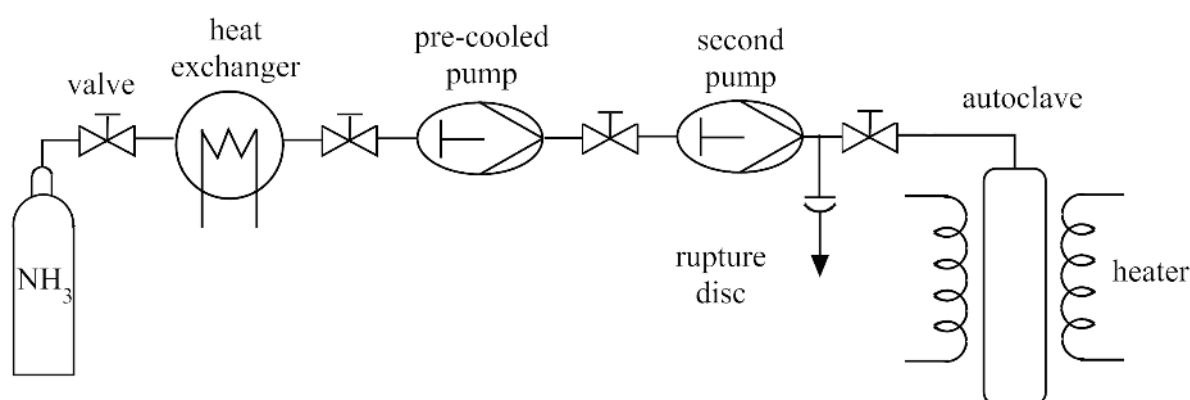 valve
heat
exchanger
pre-cooled
pump
second
pump
autoclave
NH₃
rupture
disc
heater